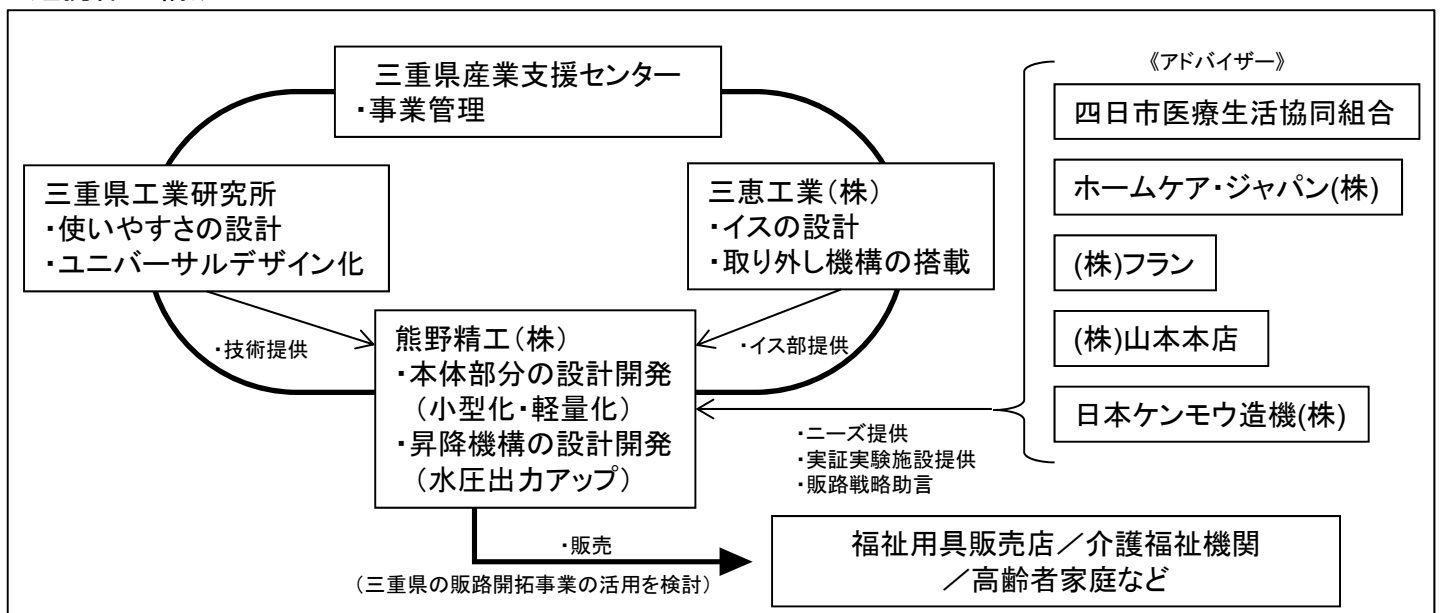 三重県産業支援センター
・事業管理
三重県工業研究所
・使いやすさの設計
・ユニバーサルデザイン化
三恵工業(株)
・イスの設計
・取り外し機構の搭載
・技術提供
・イス部提供
熊野精工(株)
・本体部分の設計開発
(小型化・軽量化)
・昇降機構の設計開発
(水圧出力アップ)
《アドバイザー》
四日市医療生活協同組合
ホームケア・ジャパン(株)
(株)フラン
(株)山本本店
日本ケンモウ造機(株)
・ニーズ提供
・実証実験施設提供
・販路戦略助言
・販売
(三重県の販路開拓事業の活用を検討)
福祉用具販売店/介護福祉機関
/高齢者家庭など